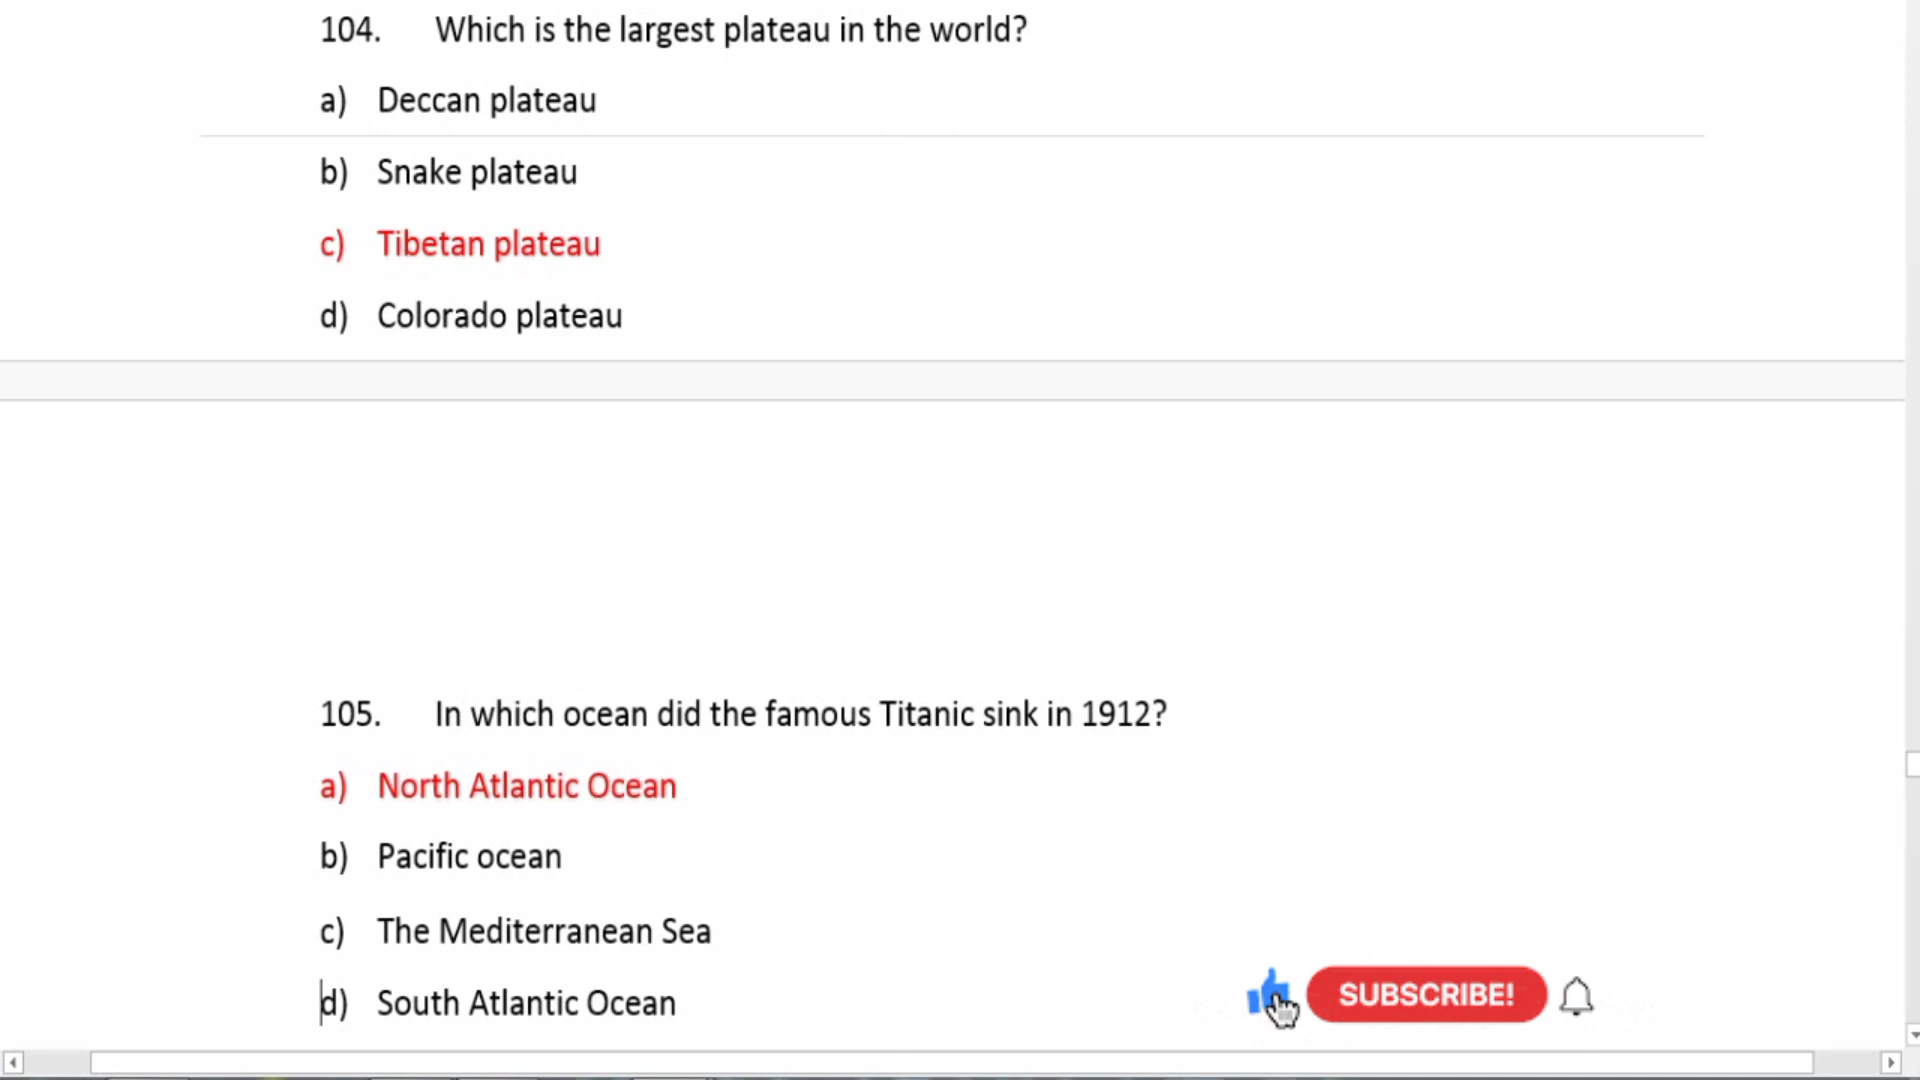 104. Which is the largest plateau in the world?
a) Deccan plateau
b) Snake plateau
c) Tibetan plateau
d) Colorado plateau
105. In which ocean did the famous Titanic sink in 1912?
a) North Atlantic Ocean
b) Pacific ocean
c) The Mediterranean Sea
d) South Atlantic Ocean
SUBSCRIBE!